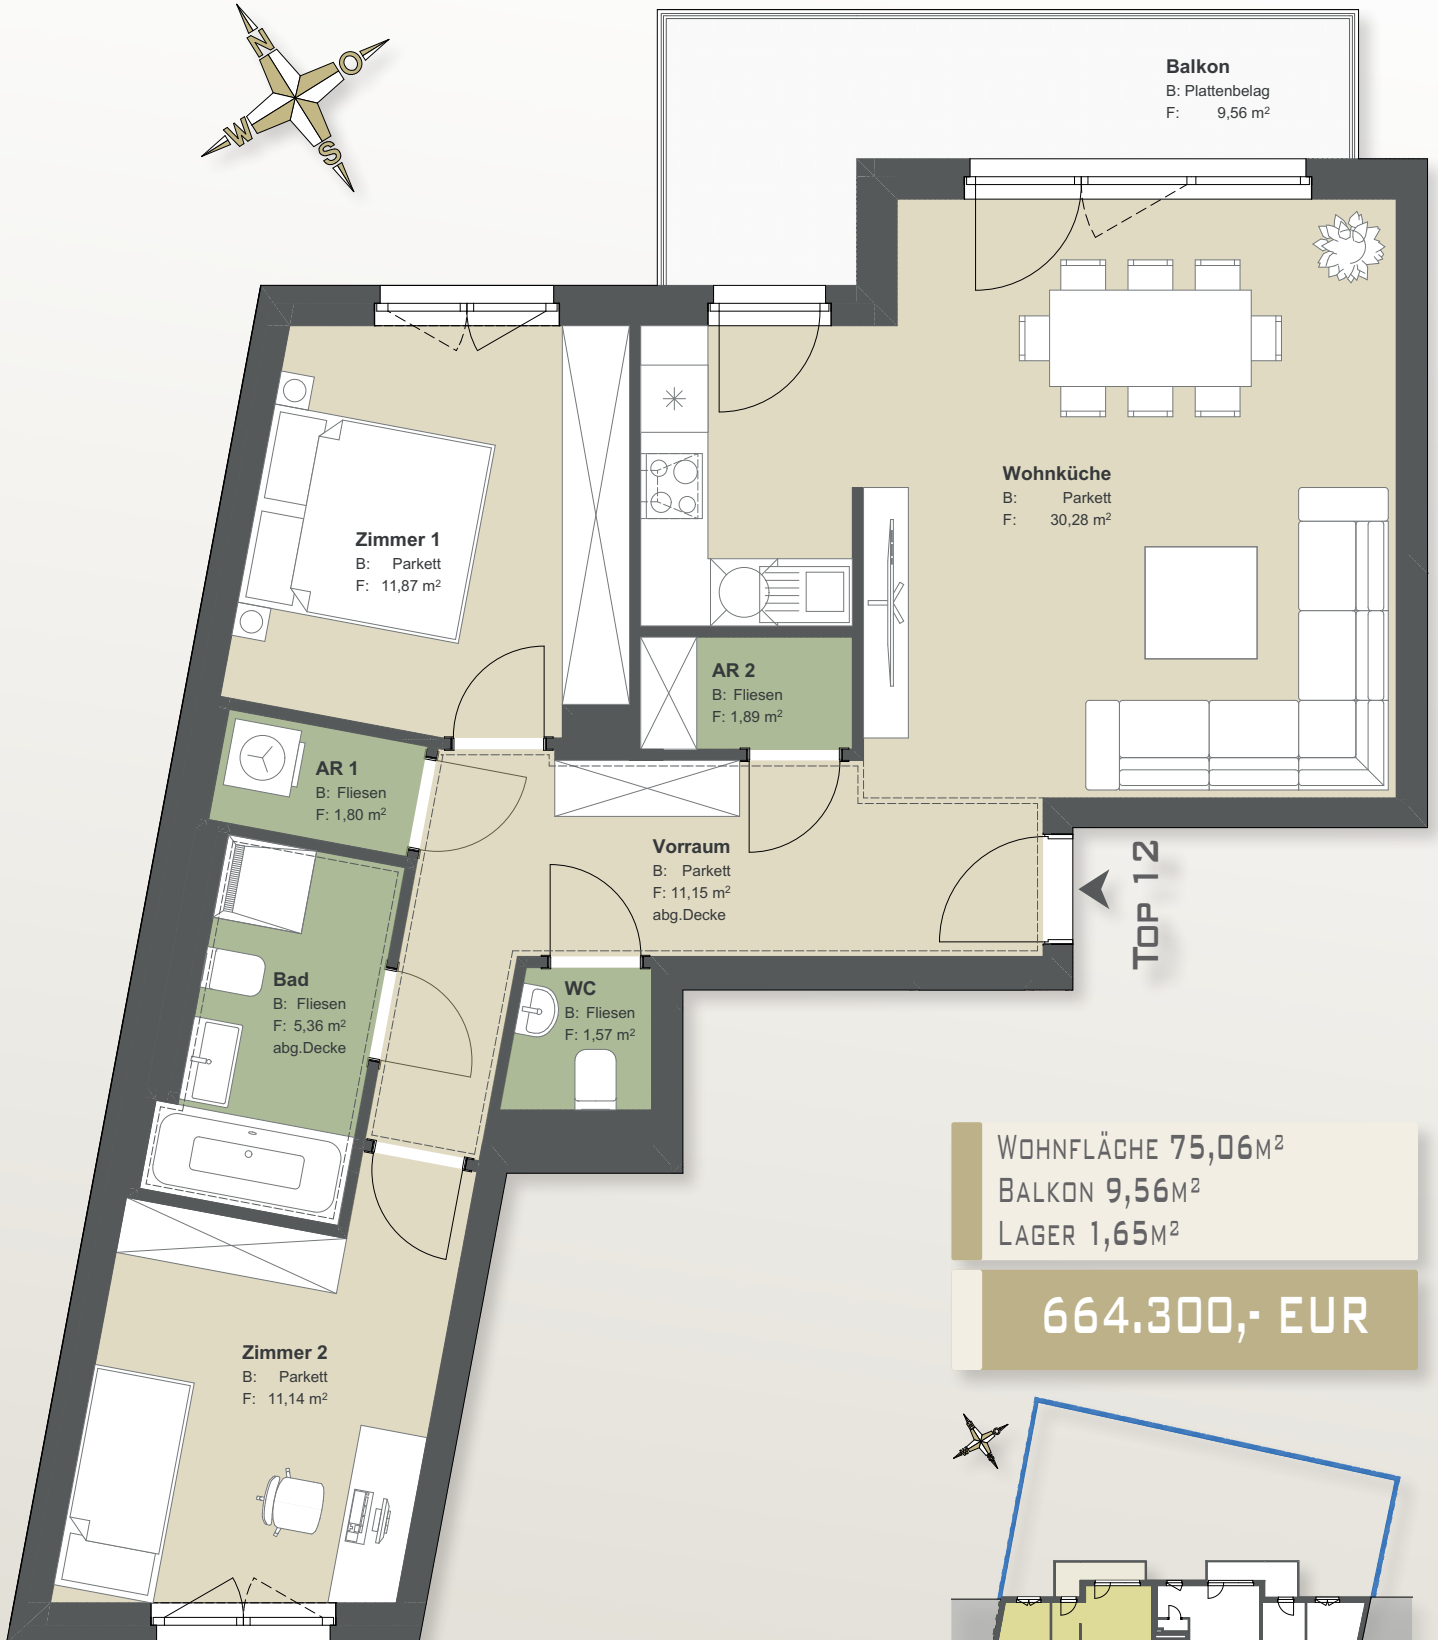 N
O
W
S
Balkon
B: Plattenbelag
F: 9,56 m²
Wohnküche
B: Parkett
F: 30,28 m²
Zimmer 1
B: Parkett
F: 11,87 m²
AR 2
B: Fliesen
F: 1,89 m²
AR 1
B: Fliesen
F: 1,80 m²
Vorraum
B: Parkett
F: 11,15 m²
abg.Decke
TOP 12
Bad
B: Fliesen
F: 5,36 m²
abg.Decke
WC
B: Fliesen
F: 1,57 m²
WOHNFLÄCHE 75,06M²
BALKON 9,56M²
LAGER 1,65M²
664.300,- EUR
Zimmer 2
B: Parkett
F: 11,14 m²